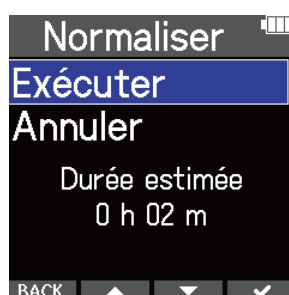 Normaliser
Exécuter
Annuler
Durée estimée
0 h 02 m
BACK